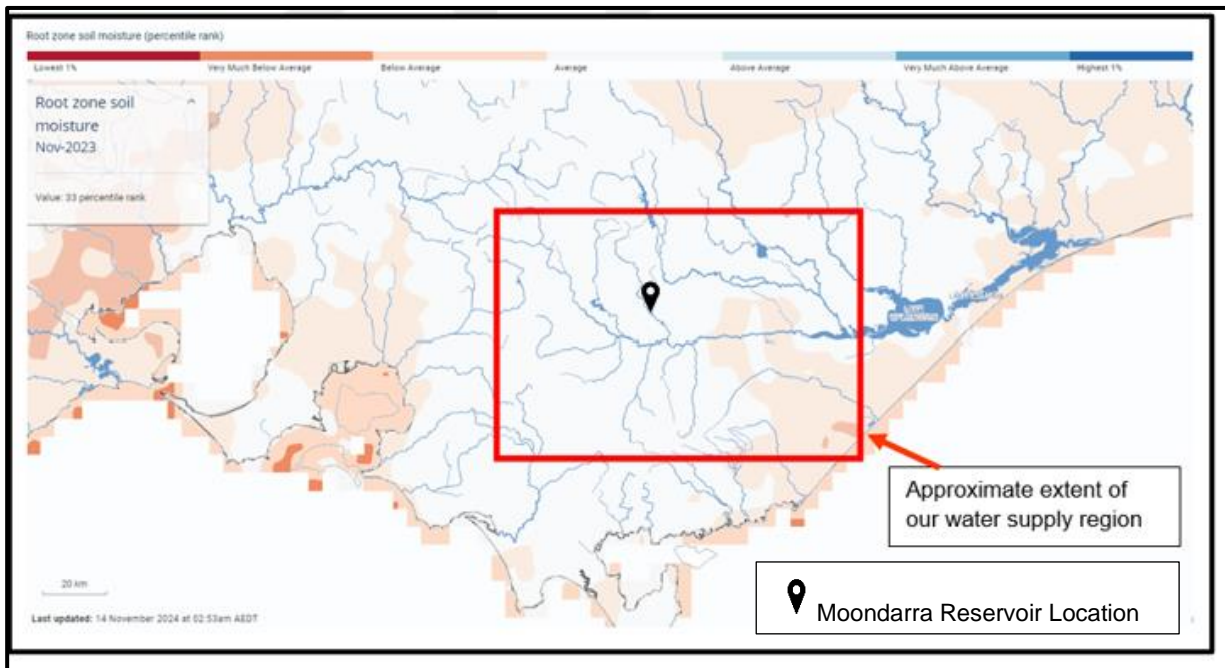 Root zone soil moisture (percentile rank)
Lowest 1% Very Much Below Average Below Average Average Above Average Very Much Above Average Highest 1%
Root zone soil
moisture
Nov-2023
Value: 33 percentile rank
Approximate extent of
our water supply region
20 km
Moondarra Reservoir Location
Last updated: 14 November 2024 at 02:53am AEDT